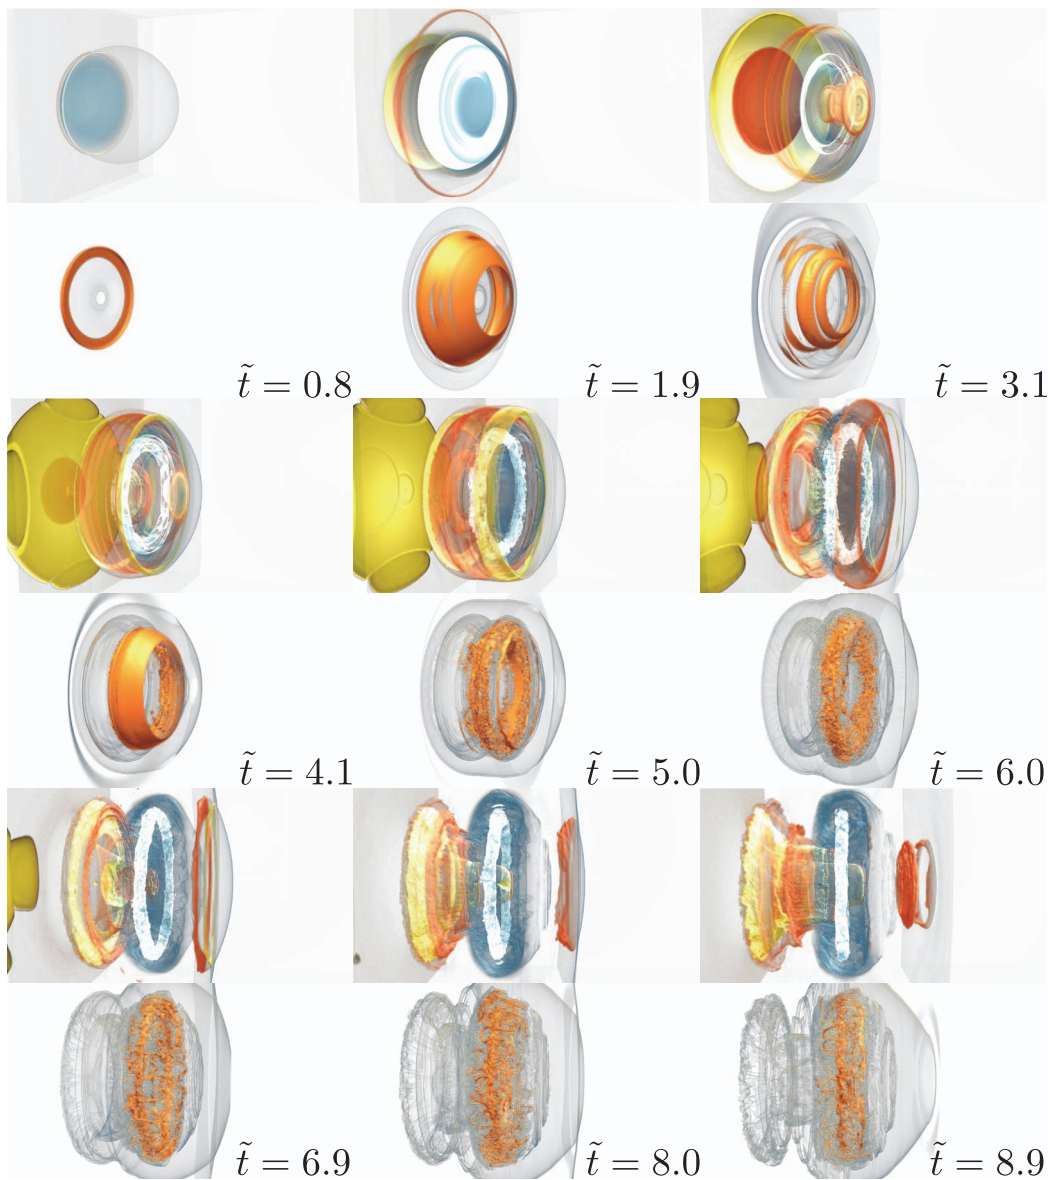 t̃ = 0.8
t̃ = 1.9
t̃ = 3.1
t̃ = 4.1
t̃ = 5.0
t̃ = 6.0
t̃ = 6.9
t̃ = 8.0
t̃ = 8.9